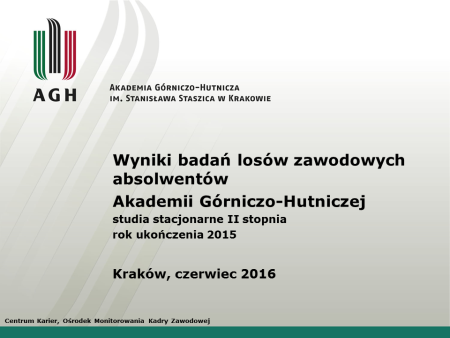 AGH
Akademia Górniczo-Hutnicza
im. Stanisława Staszica w Krakowie
Wyniki badań losów zawodowych
absolwentów
Akademii Górniczo-Hutniczej
studia stacjonarne II stopnia
rok ukończenia 2015
Kraków, czerwiec 2016
Centrum Karier, Ośrodek Monitorowania Kadry Zawodowej